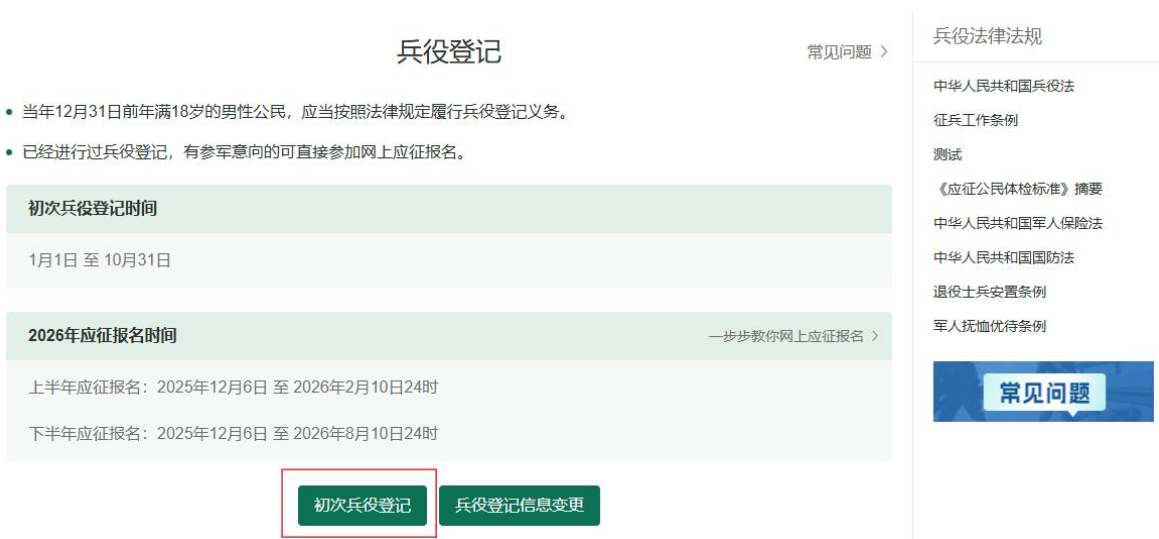 兵役登记
常见问题 >
当年12月31日前年满18岁的男性公民，应当按照法律规定履行兵役登记义务。
已经进行过兵役登记，有参军意向的可直接参加网上应征报名。
初次兵役登记时间
1月1日 至 10月31日
2026年应征报名时间
一步步教你网上应征报名 >
上半年应征报名：2025年12月6日 至 2026年2月10日24时
下半年应征报名：2025年12月6日 至 2026年8月10日24时
初次兵役登记
兵役登记信息变更
兵役法律法规
中华人民共和国兵役法
征兵工作条例
测试
《应征公民体检标准》摘要
中华人民共和国军人保险法
中华人民共和国国防法
退役士兵安置条例
军人抚恤优待条例
常见问题